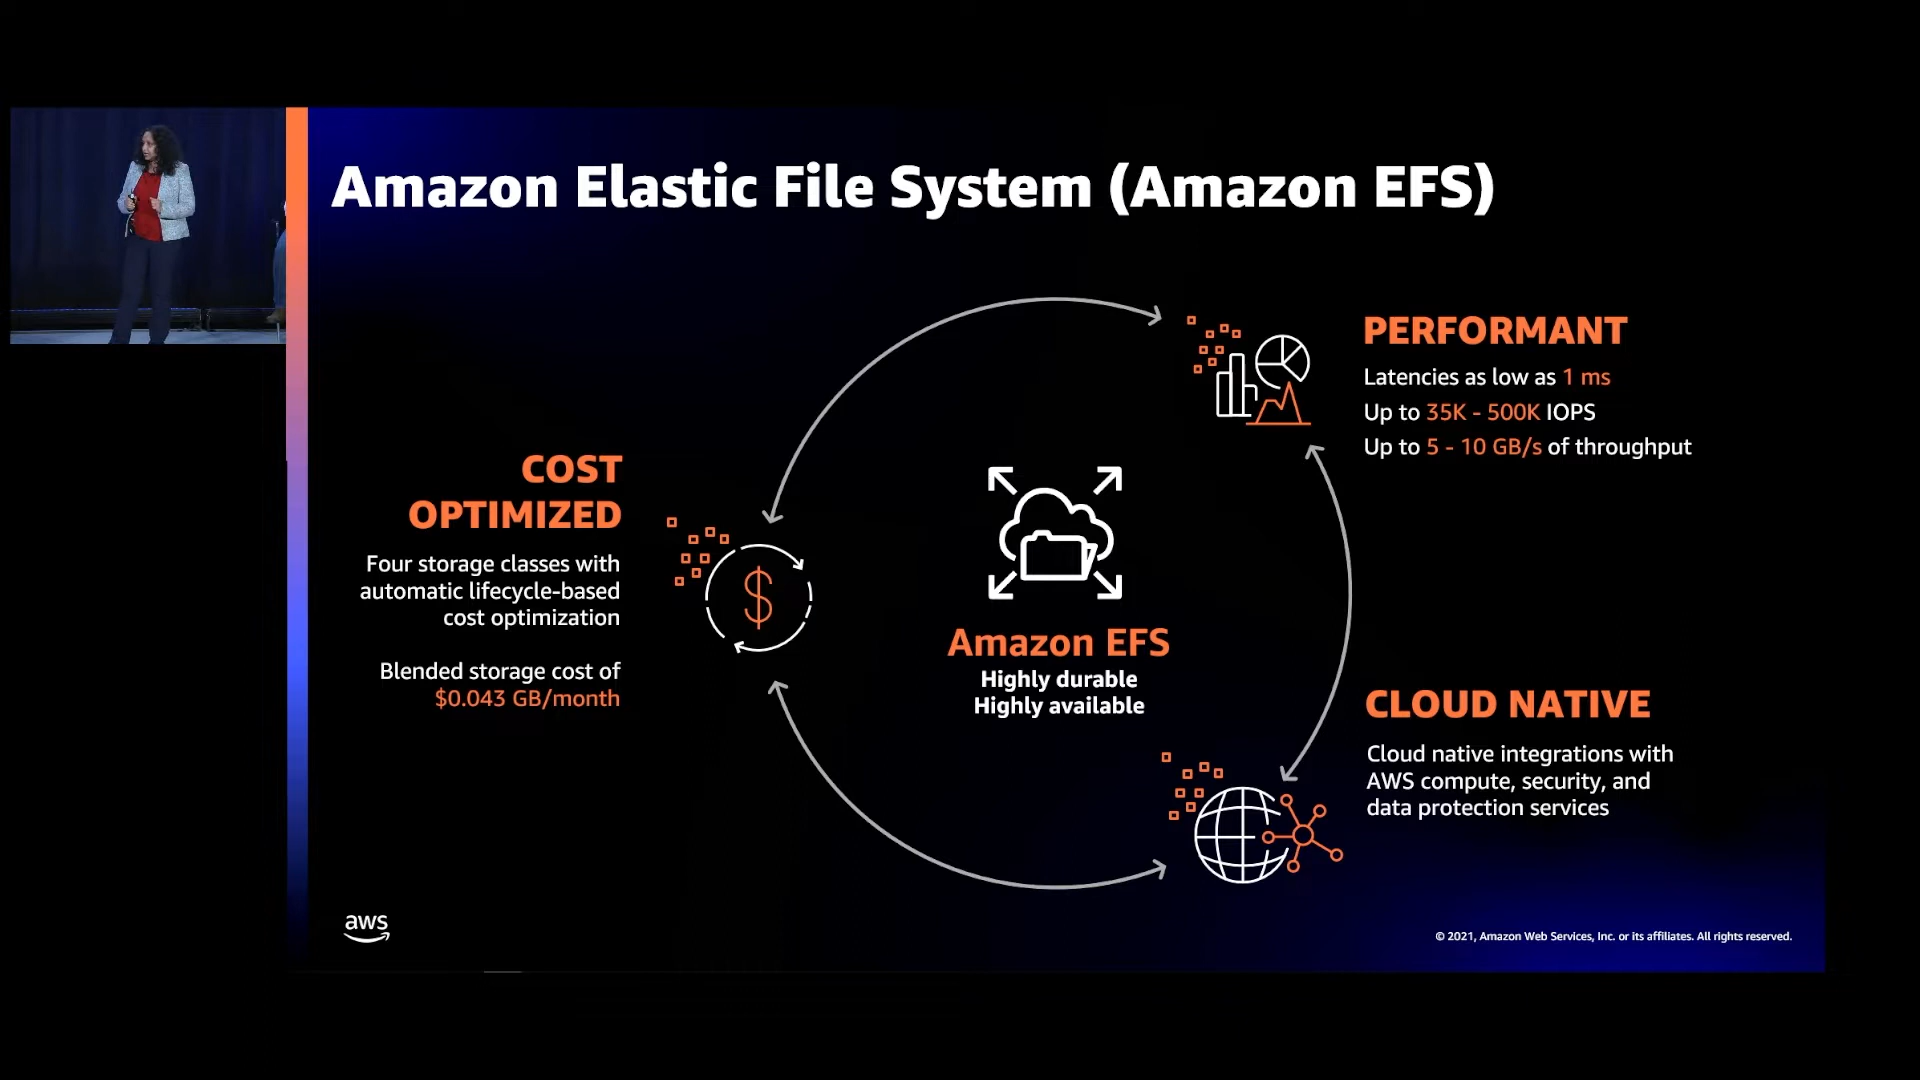 Amazon Elastic File System (Amazon EFS)
PERFORMANT
Latencies as low as 1 ms
Up to 35K - 500K IOPS
Up to 5 - 10 GB/s of throughput
COST
OPTIMIZED
Four storage classes with
automatic lifecycle-based
cost optimization
Blended storage cost of
$0.043 GB/month
$
Amazon EFS
Highly durable
Highly available
CLOUD NATIVE
Cloud native integrations with
AWS compute, security, and
data protection services
aws
© 2021, Amazon Web Services, Inc. or its affiliates. All rights reserved.